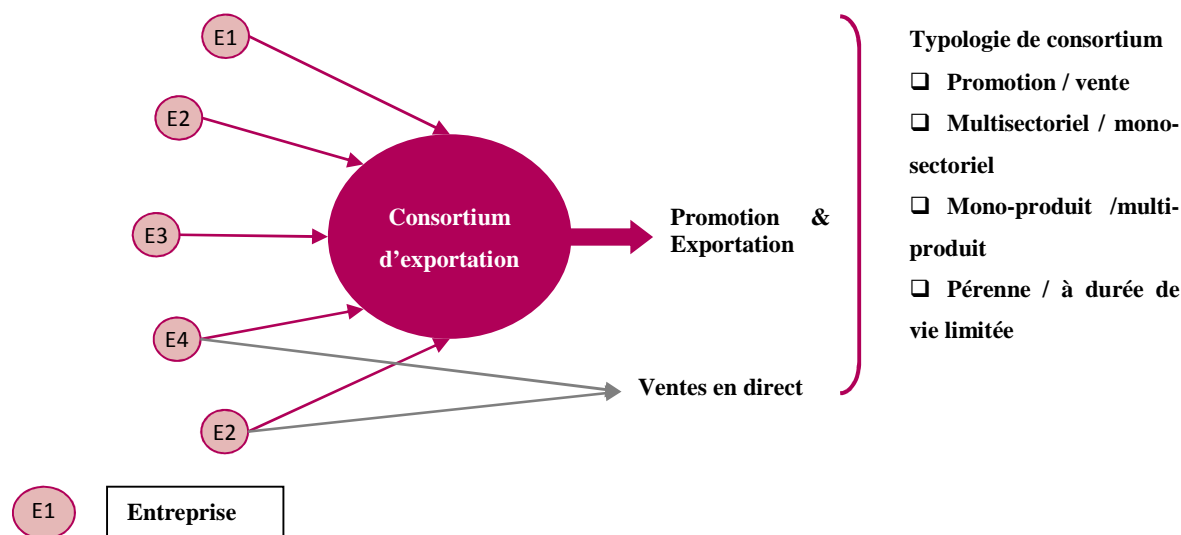 E1
E2
E3
E4
E2
Consortium
d’exportation
Promotion &
Exportation
Ventes en direct
Typologie de consortium
❑ Promotion / vente
❑ Multisectoriel / mono-
sectoriel
❑ Mono-produit /multi-
produit
❑ Pérenne / à durée de
vie limitée
E1
Entreprise